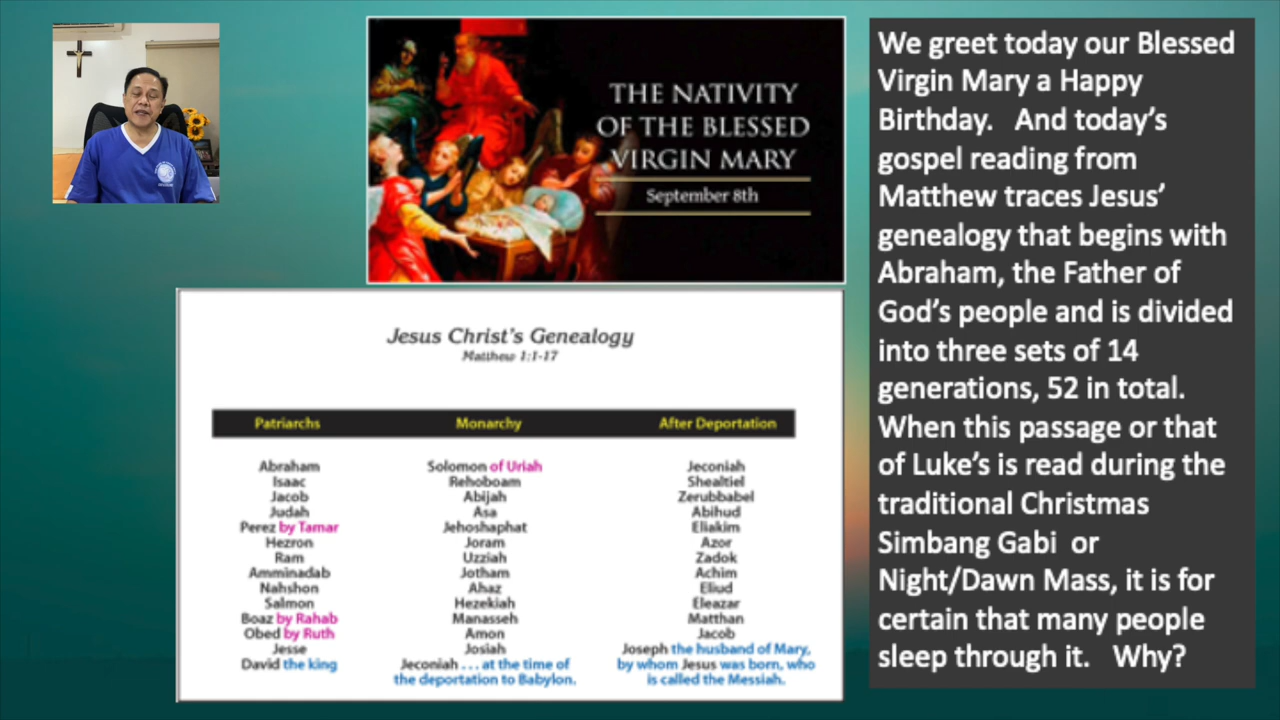 THE NATIVITY
OF THE BLESSED
VIRGIN MARY
September 8th
We greet today our Blessed
Virgin Mary a Happy
Birthday. And today's
gospel reading from
Matthew traces Jesus'
genealogy that begins with
Abraham, the Father of
God's people and is divided
into three sets of 14
generations, 52 in total.
When this passage or that
of Luke's is read during the
traditional Christmas
Simbang Gabi or
Night/Dawn Mass, it is for
certain that many people
sleep through it. Why?
Jesus Christ's Genealogy
Matthew 1:1-17
Patriarchs
Abraham
Isaac
Jacob
Judah
Perez by Tamar
Hezron
Ram
Amminadab
Nahshon
Salmon
Boaz by Rahab
Obed by Ruth
Jesse
David the king
Monarchy
Solomon of Uriah
Rehoboam
Abijah
Asa
Jehoshaphat
Joram
Uzziah
Jotham
Ahaz
Hezekiah
Manasseh
Amon
Josiah
Jeconiah . . . at the time of
the deportation to Babylon.
After Deportation
Jeconiah
Shealtiel
Zerubbabel
Abihud
Eliakim
Azor
Zadok
Achim
Eliud
Eleazar
Matthan
Jacob
Joseph the husband of Mary,
by whom Jesus was born, who
is called the Messiah.